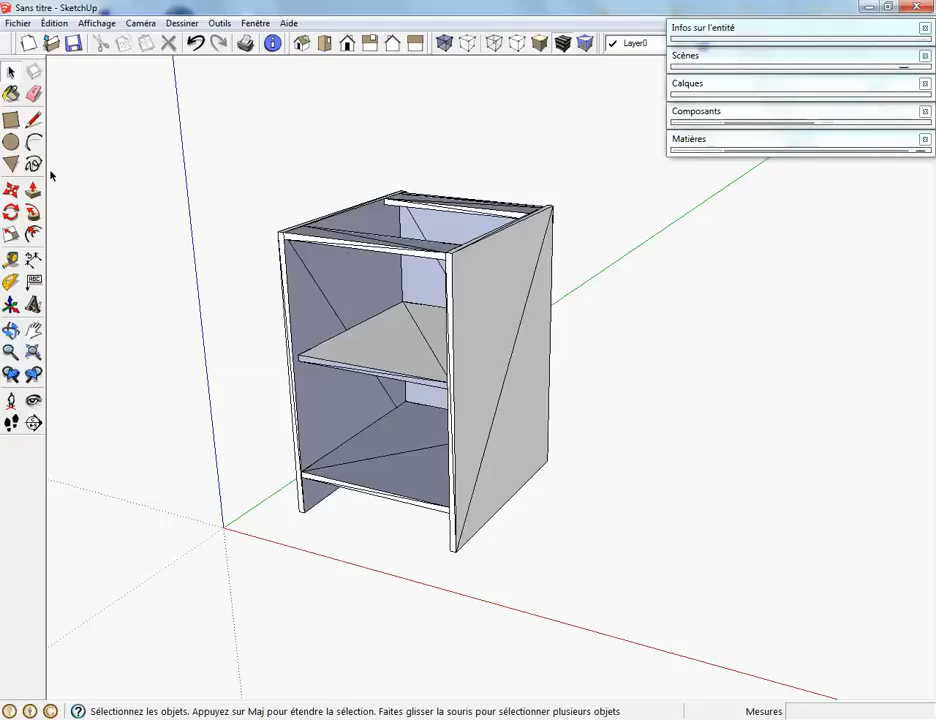 Sans titre - SketchUp
Fichier Édition Affichage Caméra Dessiner Outils Fenêtre Aide
Layer0
Infos sur l'entité
Scènes
Calques
Composants
Matières
ABC
Sélectionnez les objets. Appuyez sur Maj pour étendre la sélection. Faites glisser la souris pour sélectionner plusieurs objets
Mesures